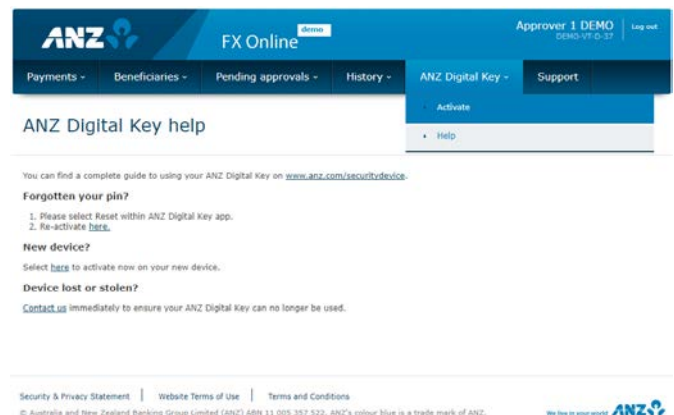 ANZ
FX Online demo
Approver 1 DEMO
DEMO-VT-D-37
Log out
Payments Beneficiaries Pending approvals History ANZ Digital Key Support
Activate
Help
ANZ Digital Key help
You can find a complete guide to using your ANZ Digital Key on www.anz.com/securitydevice.
Forgotten your pin?
1. Please select Reset within ANZ Digital Key app.
2. Re-activate here.
New device?
Select here to activate now on your new device.
Device lost or stolen?
Contact us immediately to ensure your ANZ Digital Key can no longer be used.
Security & Privacy Statement | Website Terms of Use | Terms and Conditions
© Australia and New Zealand Banking Group Limited (ANZ) ABN 11 005 357 522. ANZ's colour blue is a trade mark of ANZ.
We live in your world ANZ